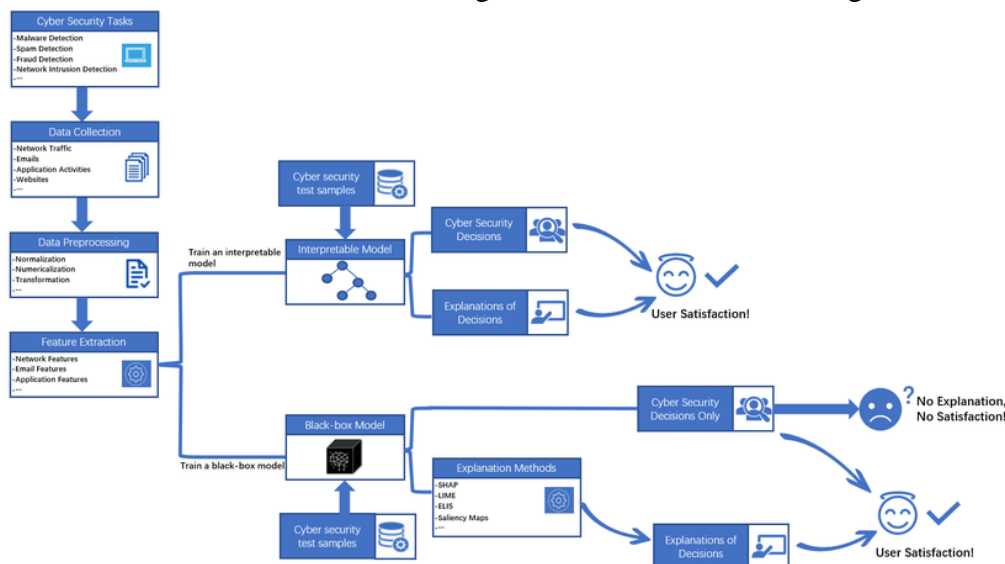 Cyber Security Tasks
-Malware Detection
-Spam Detection
-Fraud Detection
-Network Intrusion Detection
-...
Data Collection
-Network Traffic
-Emails
-Application Activities
-Websites
-...
Data Preprocessing
-Normalization
-Numericalization
-Transformation
-...
Feature Extraction
-Network Features
-Email Features
-Application Features
-...
Train an interpretable
model
Cyber security
test samples
Interpretable Model
Cyber Security
Decisions
Explanations of
Decisions
User Satisfaction!
Train a black-box model
Black-box Model
Cyber security
test samples
Cyber Security
Decisions Only
?
No Explanation,
No Satisfaction!
Explanation Methods
-SHAP
-LIME
-ELI5
-Saliency Maps
-...
Explanations of
Decisions
User Satisfaction!